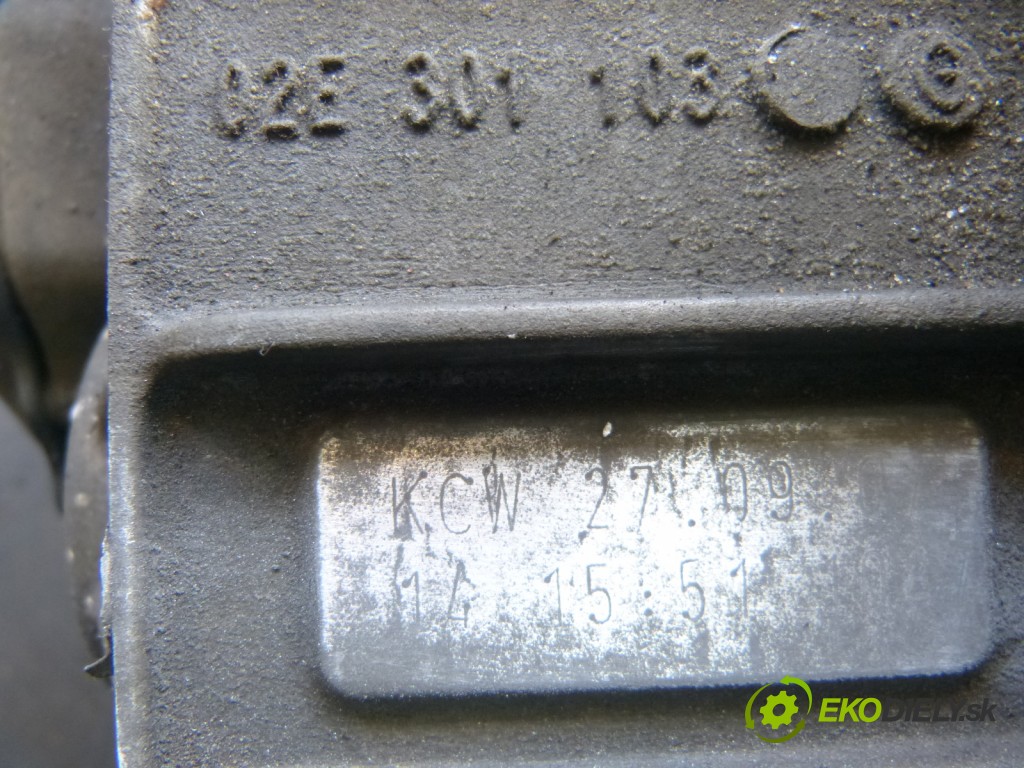 02E 301 103
KCW 27.09.
14 15:51
EKODIELY.sk